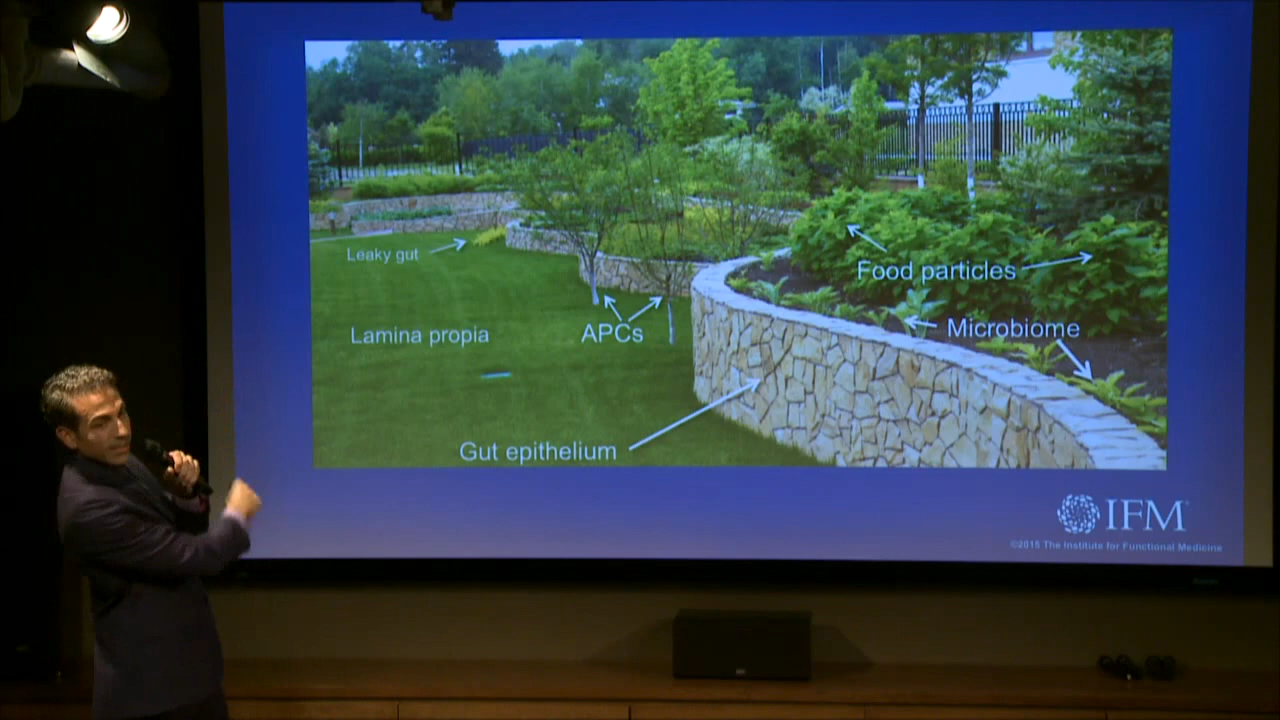 Leaky gut
Food particles
Lamina propia
APCs
Microbiome
Gut epithelium
IFM
©2015 The Institute for Functional Medicine